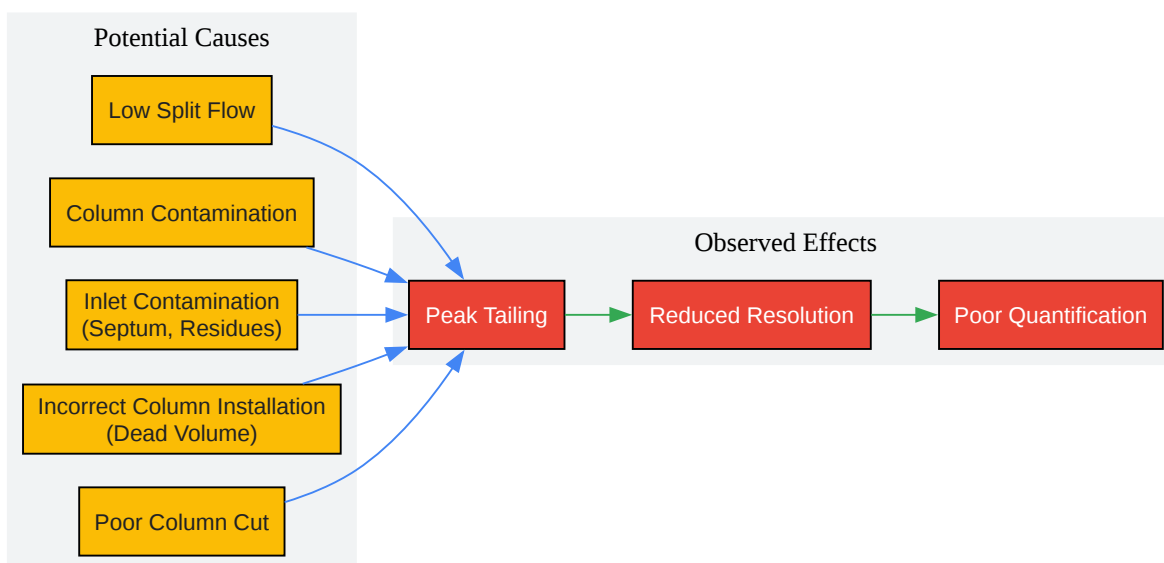 Potential Causes
Low Split Flow
Column Contamination
Inlet Contamination
(Septum, Residues)
Incorrect Column Installation
(Dead Volume)
Poor Column Cut
Observed Effects
Peak Tailing
Reduced Resolution
Poor Quantification